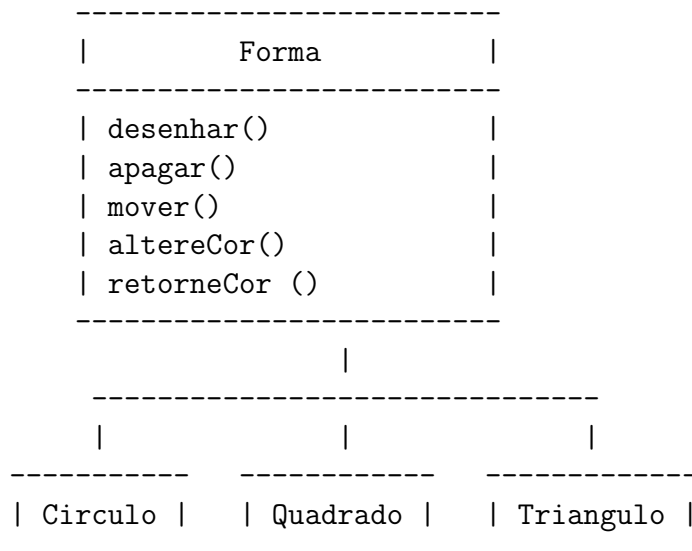 ---------------------------
| Forma |
---------------------------
| desenhar() |
| apagar() |
| mover() |
| altereCor() |
| retorneCor () |
---------------------------
|
--------------------------------
| | |
----------- ------------ -------------
| Circulo | | Quadrado | | Triangulo |